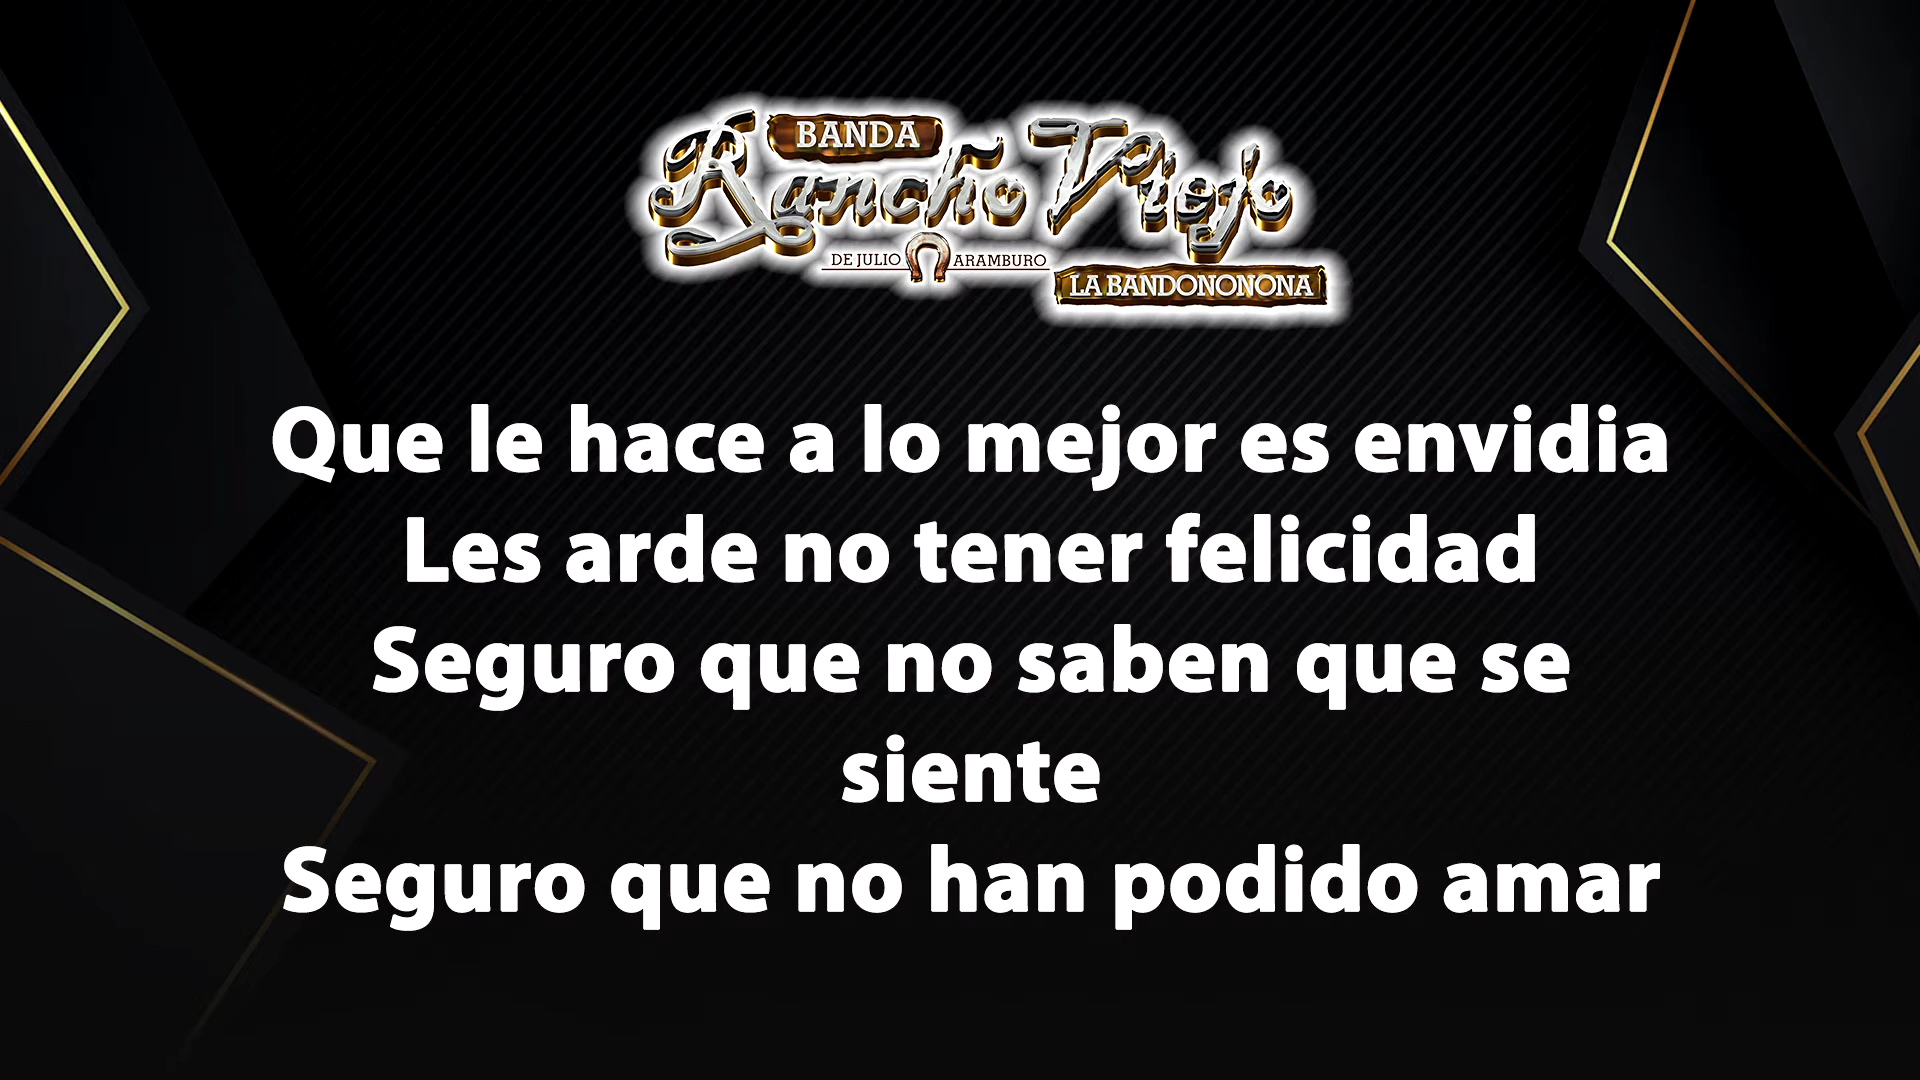 BANDA
Rancho Viejo
DE JULIO ARAMBURO
LA BANDONONONA
Que le hace a lo mejor es envidia
Les arde no tener felicidad
Seguro que no saben que se
siente
Seguro que no han podido amar